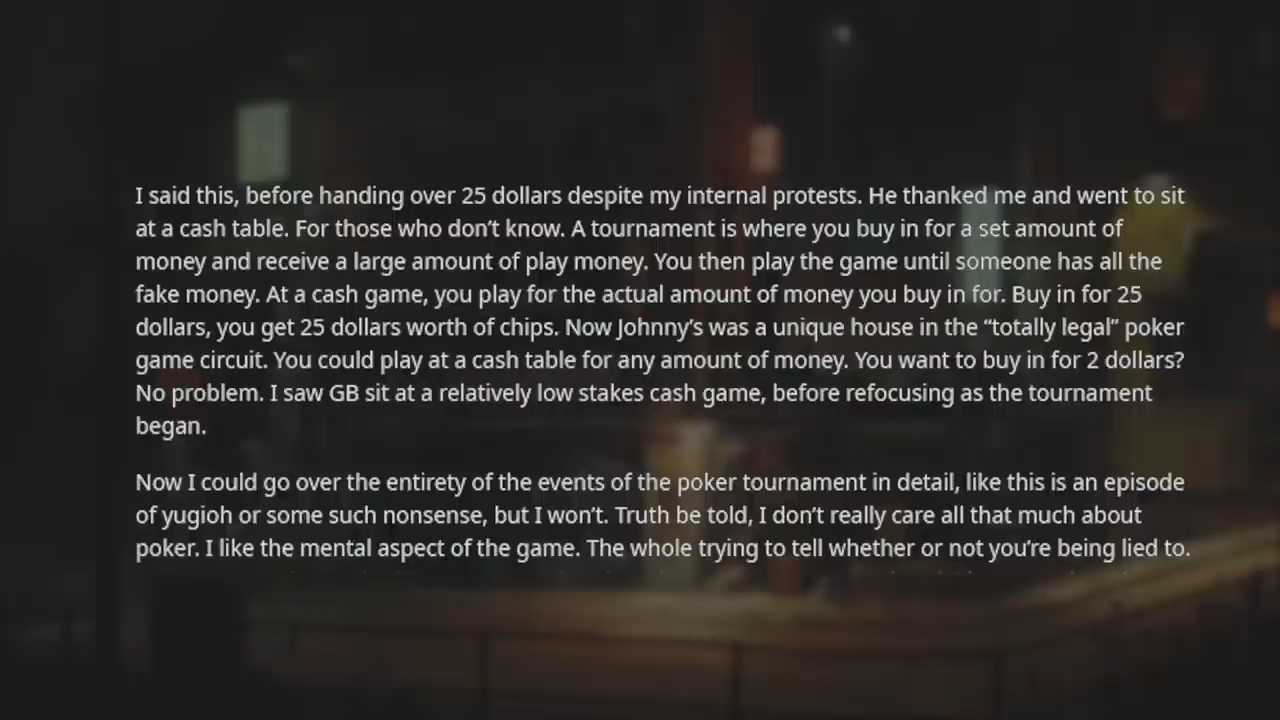 I said this, before handing over 25 dollars despite my internal protests. He thanked me and went to sit
at a cash table. For those who don’t know. A tournament is where you buy in for a set amount of
money and receive a large amount of play money. You then play the game until someone has all the
fake money. At a cash game, you play for the actual amount of money you buy in for. Buy in for 25
dollars, you get 25 dollars worth of chips. Now Johnny’s was a unique house in the “totally legal” poker
game circuit. You could play at a cash table for any amount of money. You want to buy in for 2 dollars?
No problem. I saw GB sit at a relatively low stakes cash game, before refocusing as the tournament
began.
Now I could go over the entirety of the events of the poker tournament in detail, like this is an episode
of yugioh or some such nonsense, but I won’t. Truth be told, I don’t really care all that much about
poker. I like the mental aspect of the game. The whole trying to tell whether or not you’re being lied to.